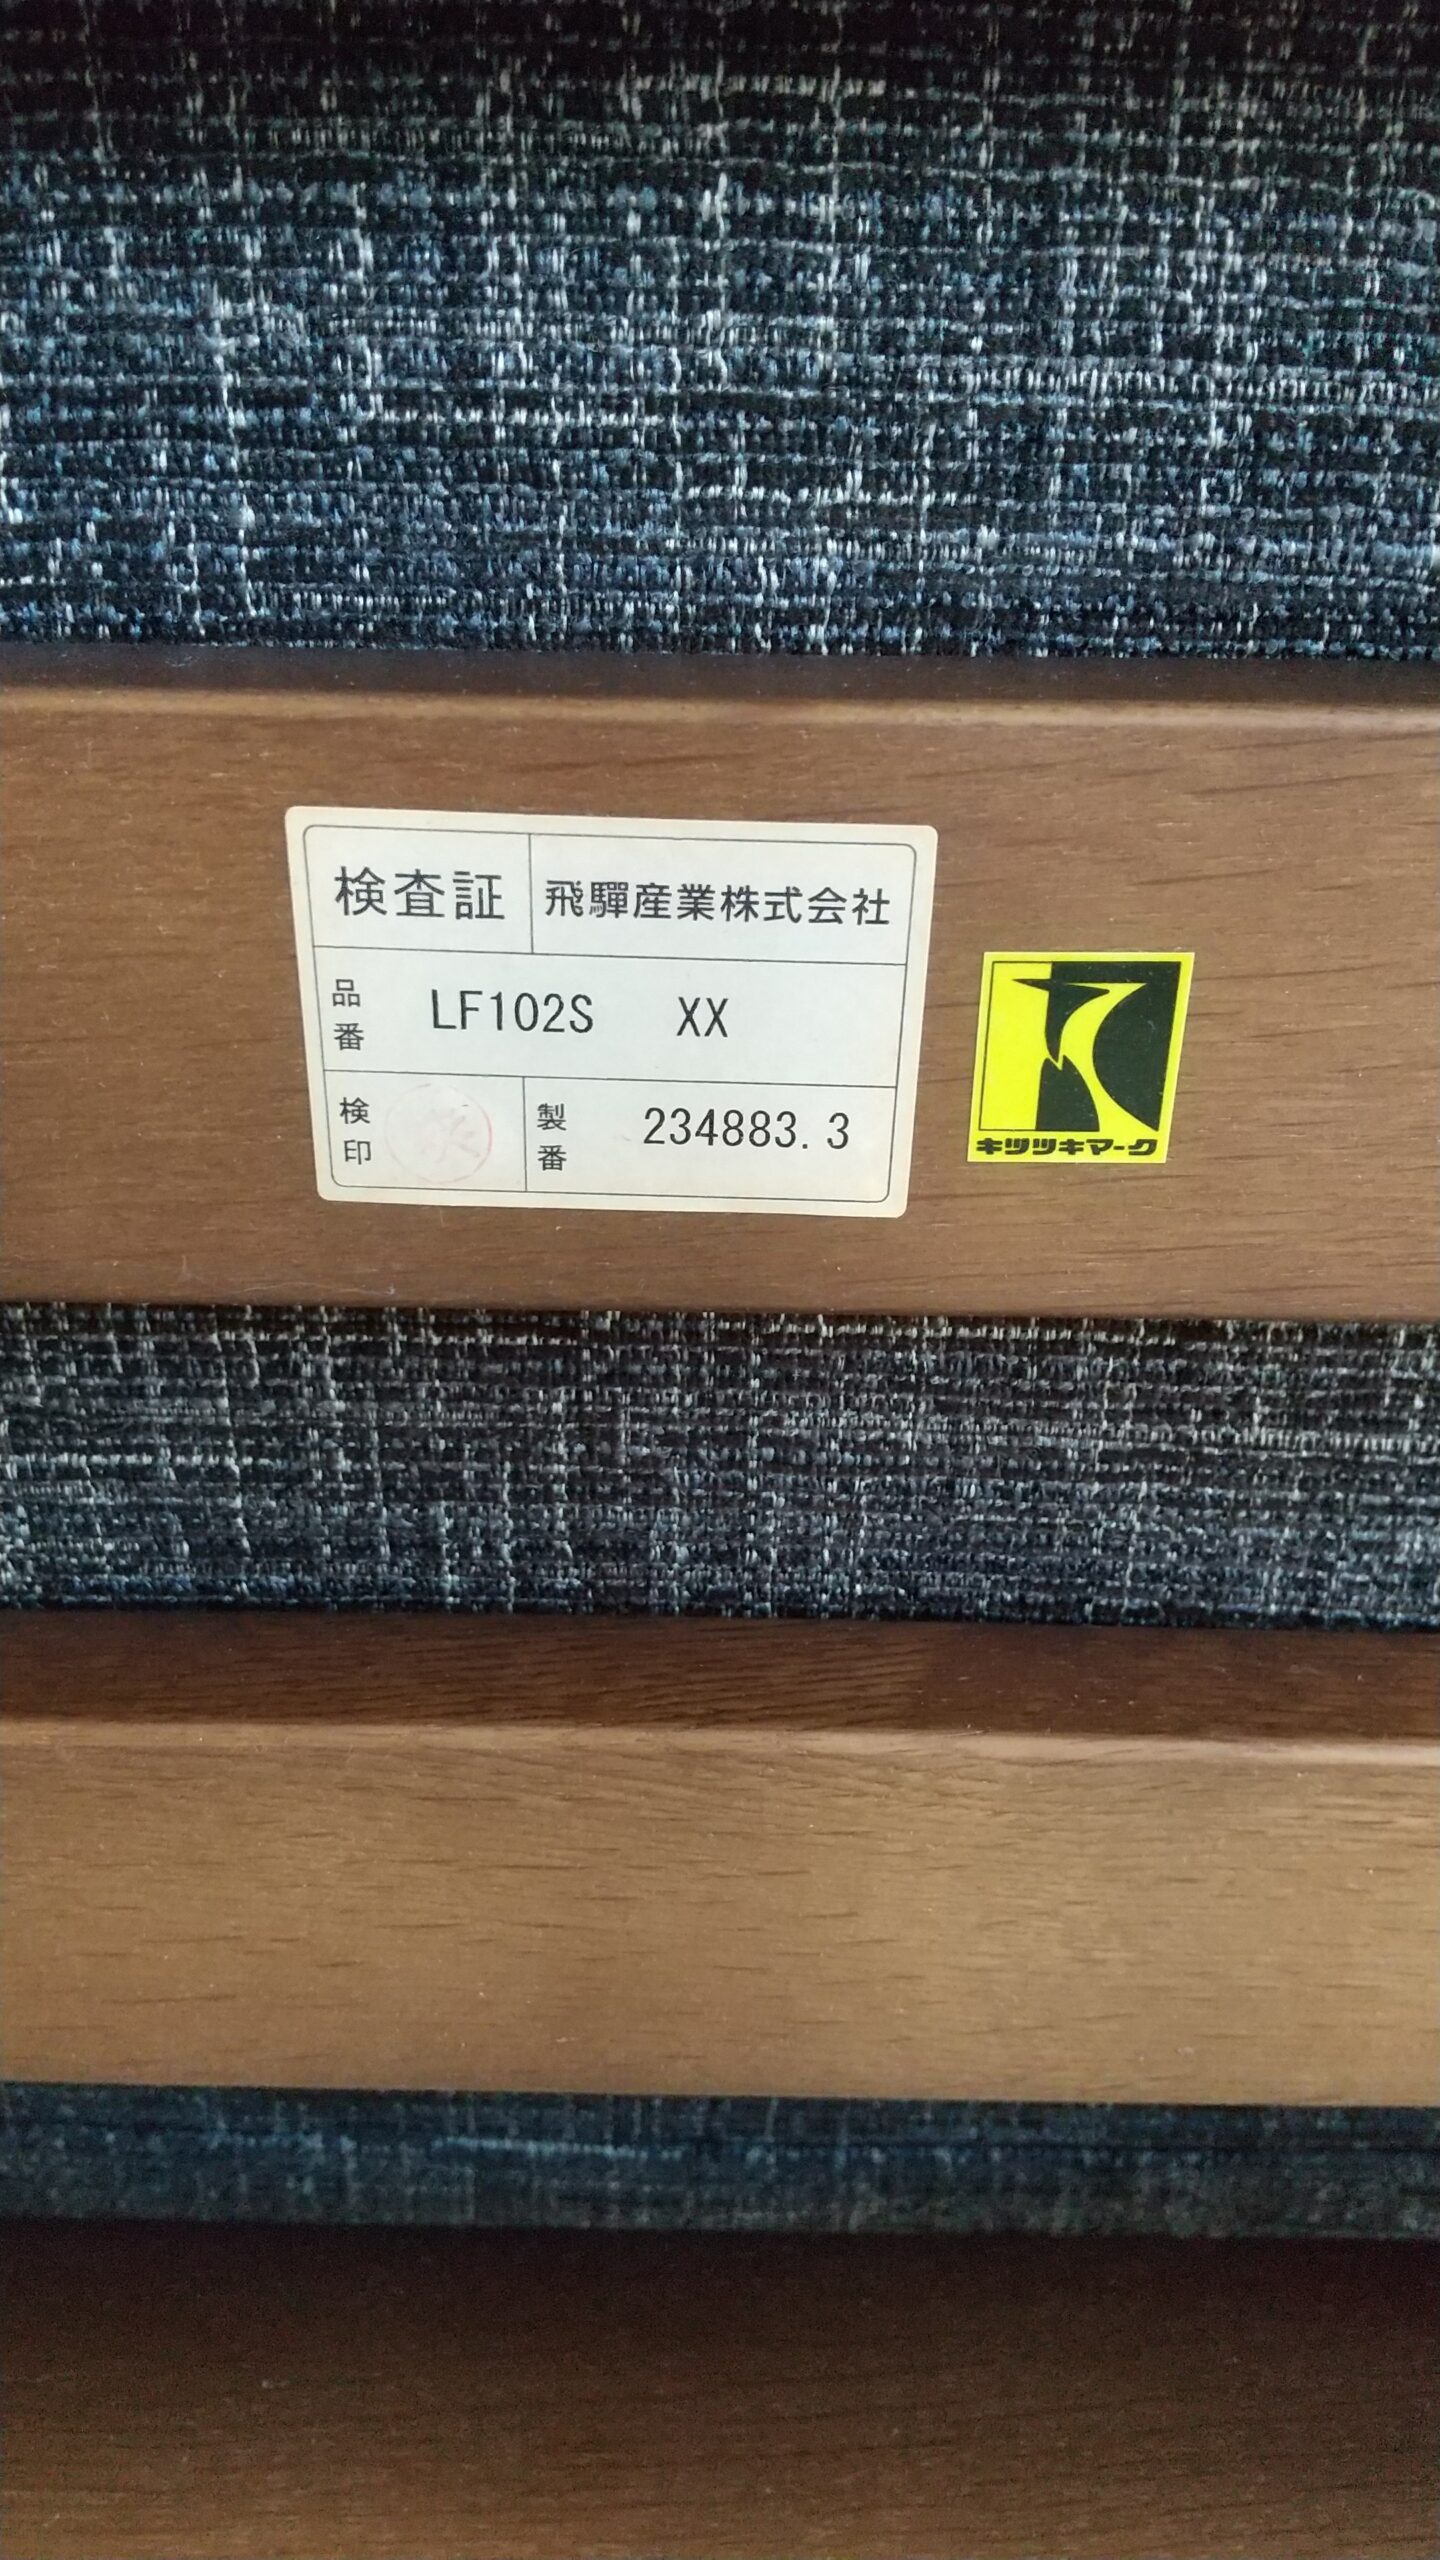 検査証 飛驒産業株式会社
品番 LF102S XX
検印 製番 234883.3
キツツキマーク